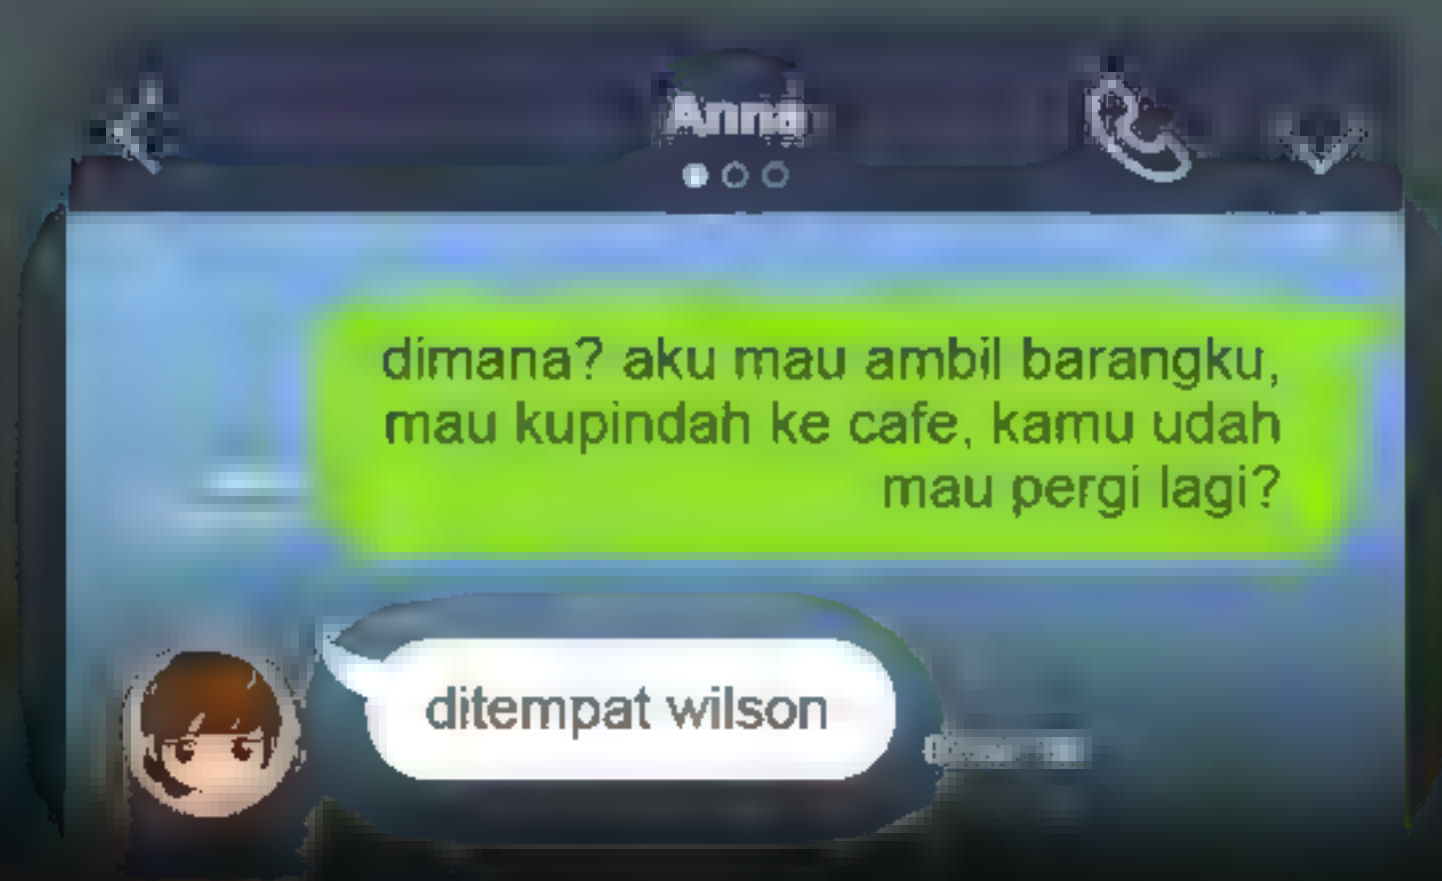 Anna
dimana? aku mau ambil barangku,
mau kupindah ke cafe, kamu udah
mau pergi lagi?
ditempat wilson